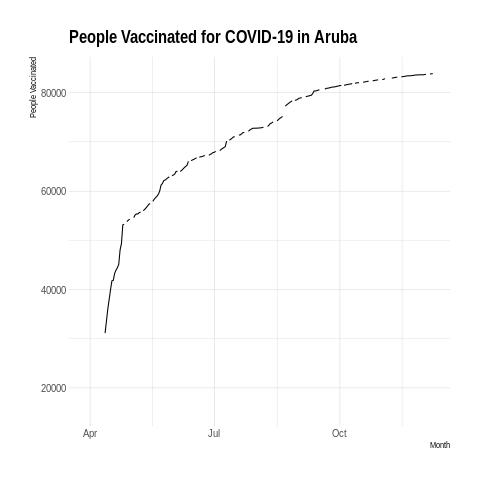 People Vaccinated for COVID-19 in Aruba
People Vaccinated
80000
60000
40000
20000
Apr Jul Oct
Month